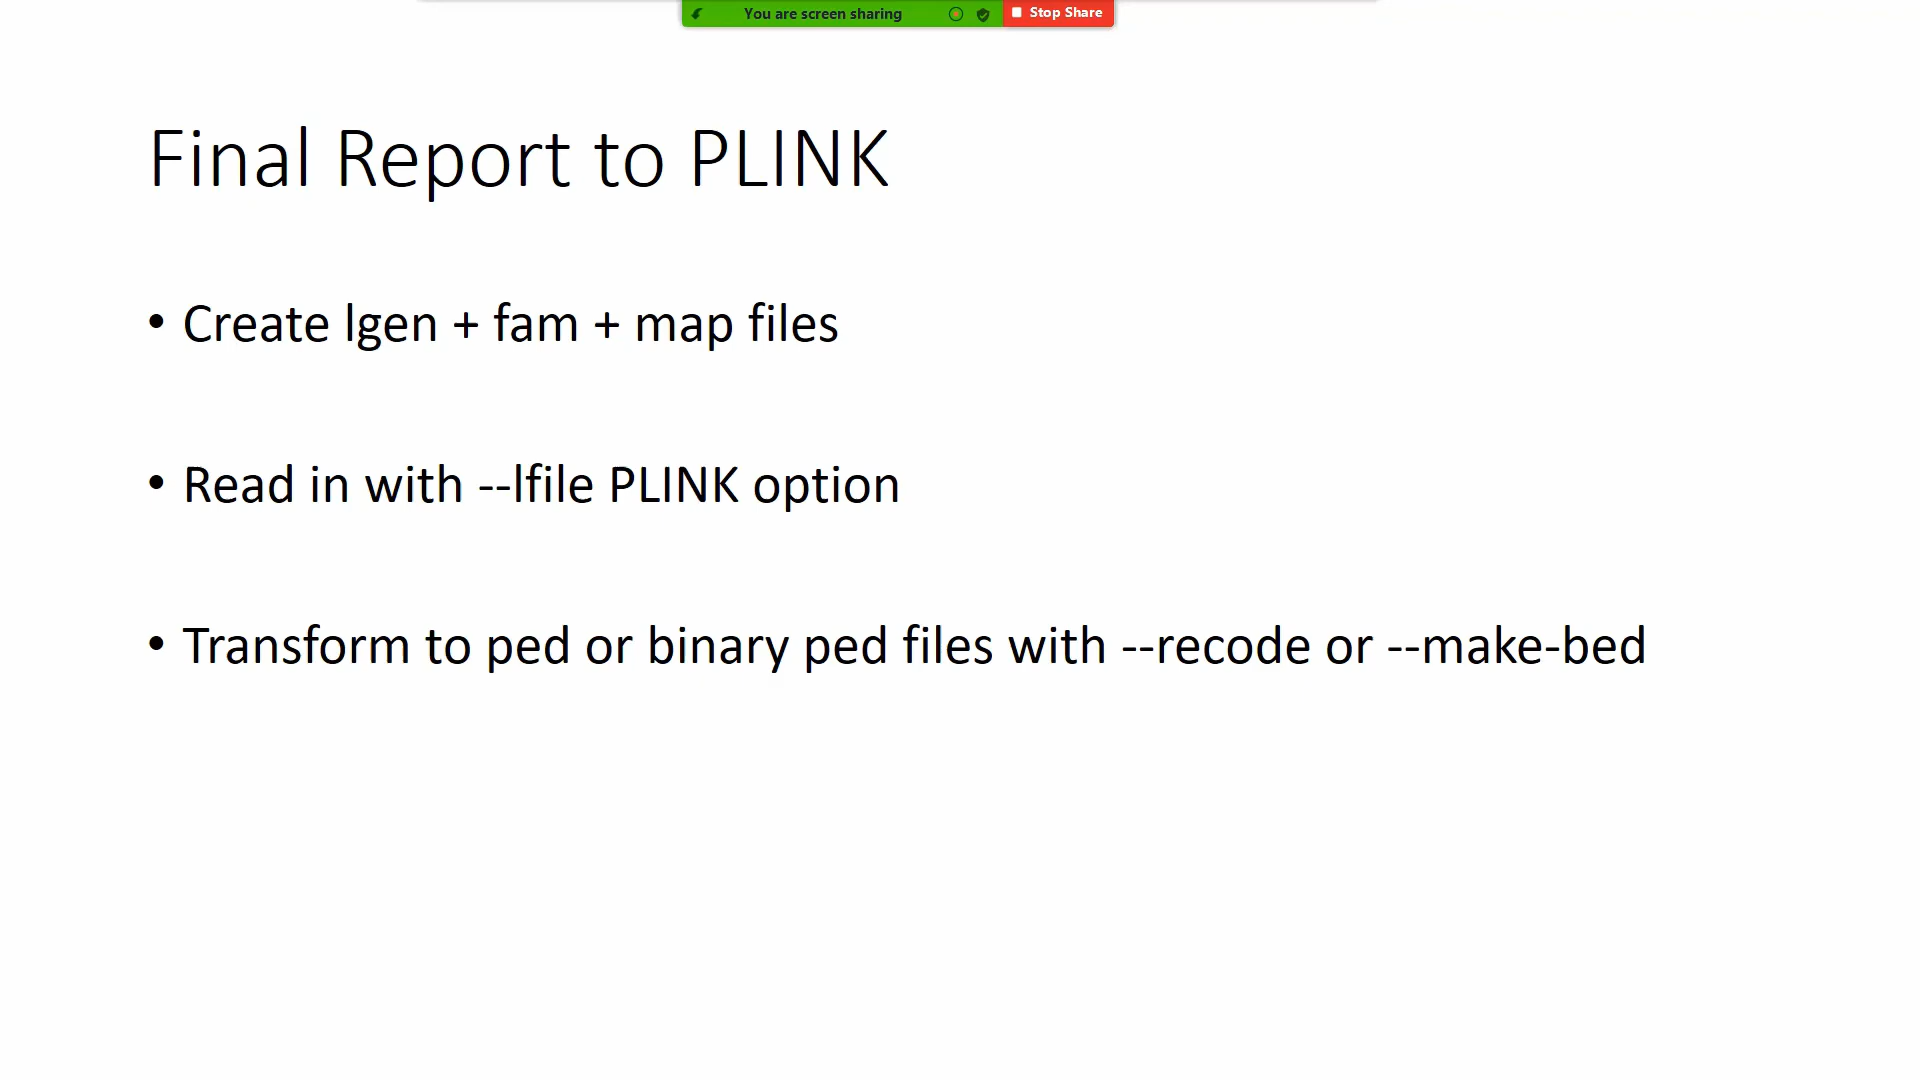 You are screen sharing Stop Share
Final Report to PLINK
• Create lgen + fam + map files
• Read in with --lfile PLINK option
• Transform to ped or binary ped files with --recode or --make-bed